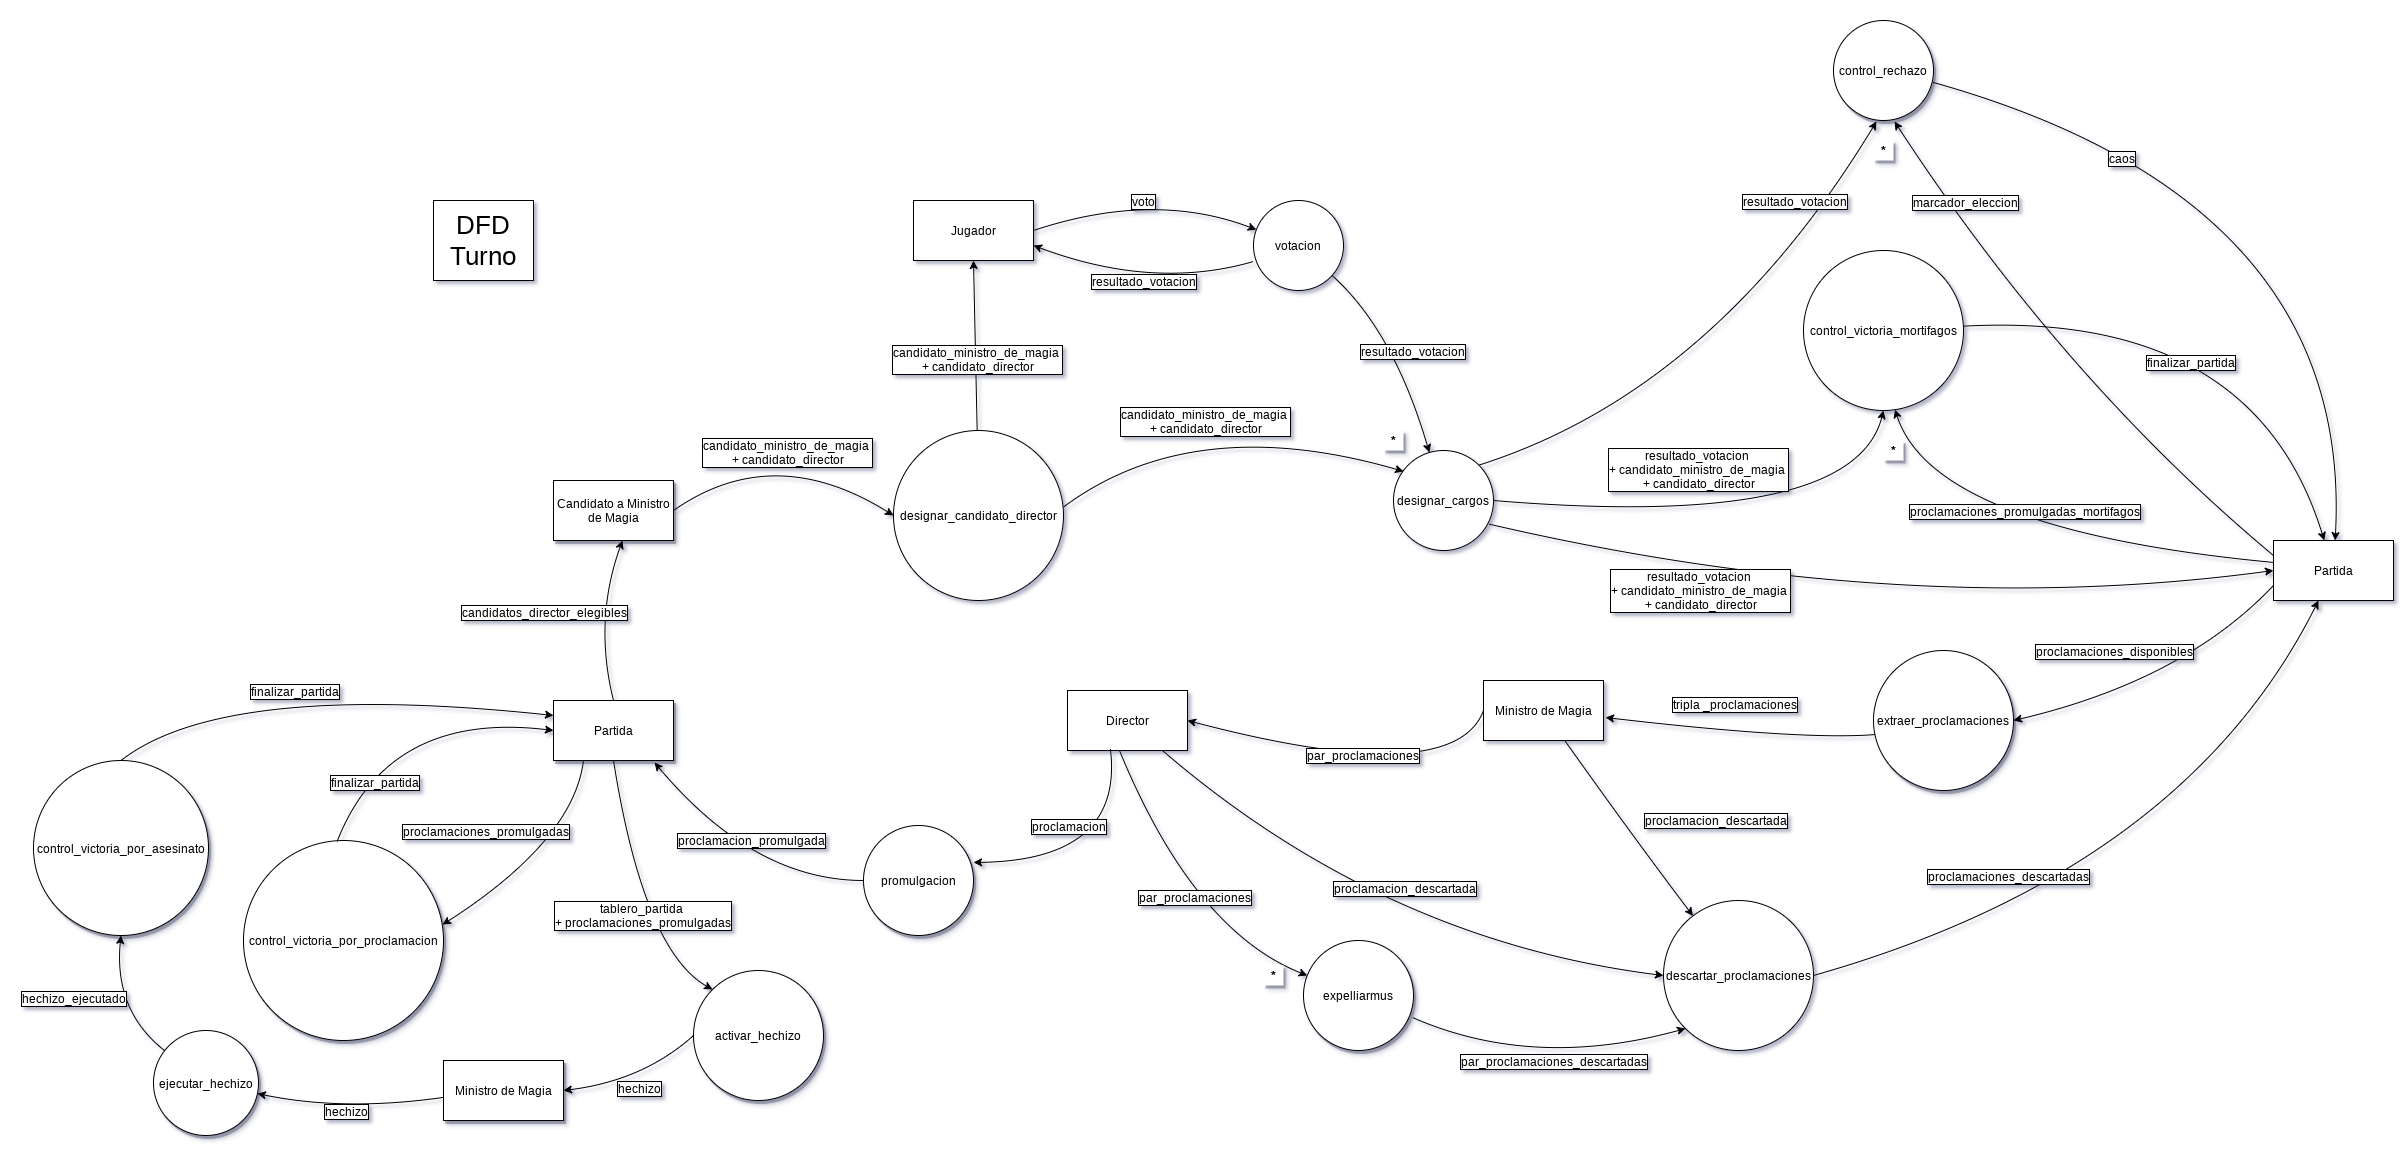 control_rechazo
*
caos
resultado_votacion
marcador_eleccion
DFD
Turno
Jugador
voto
votacion
resultado_votacion
control_victoria_mortifagos
finalizar_partida
candidato_ministro_de_magia
+ candidato_director
resultado_votacion
candidato_ministro_de_magia
+ candidato_director
*
candidato_ministro_de_magia
+ candidato_director
*
resultado_votacion
+ candidato_ministro_de_magia
+ candidato_director
Candidato a Ministro
de Magia
designar_candidato_director
designar_cargos
proclamaciones_promulgadas_mortifagos
Partida
resultado_votacion
+ candidato_ministro_de_magia
+ candidato_director
candidatos_director_elegibles
proclamaciones_disponibles
finalizar_partida
Partida
Director
Ministro de Magia
tripla _proclamaciones
extraer_proclamaciones
par_proclamaciones
finalizar_partida
proclamaciones_promulgadas
proclamacion_promulgada
proclamacion
proclamacion_descartada
control_victoria_por_asesinato
promulgacion
par_proclamaciones
proclamacion_descartada
proclamaciones_descartadas
tablero_partida
+ proclamaciones_promulgadas
control_victoria_por_proclamacion
*
expelliarmus
descartar_proclamaciones
hechizo_ejecutado
activar_hechizo
par_proclamaciones_descartadas
ejecutar_hechizo
Ministro de Magia
hechizo
hechizo